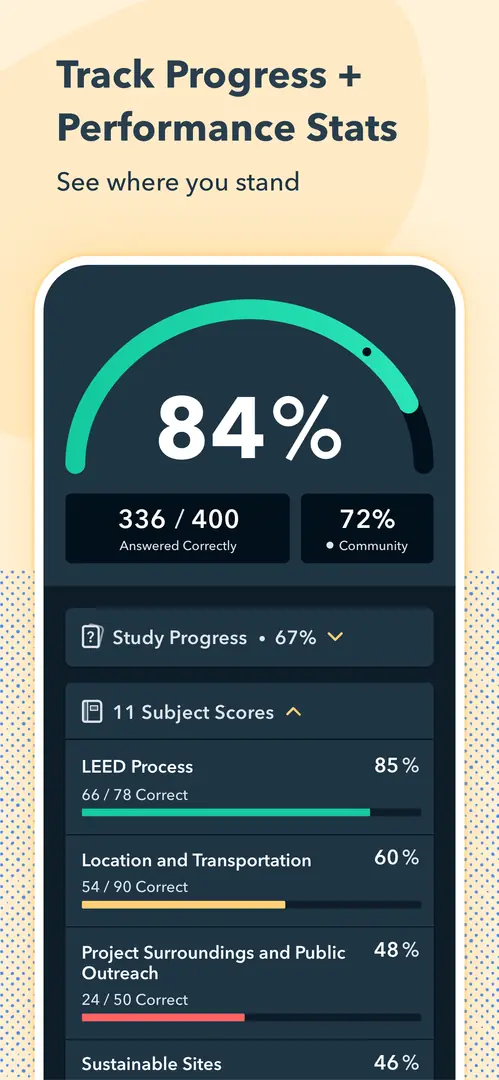 Track Progress +
Performance Stats
See where you stand
84%
336 / 400
Answered Correctly
72%
Community
?
Study Progress • 67%
11 Subject Scores
LEED Process 85%
66 / 78 Correct
Location and Transportation 60%
54 / 90 Correct
Project Surroundings and Public 48%
Outreach
24 / 50 Correct
Sustainable Sites 46%